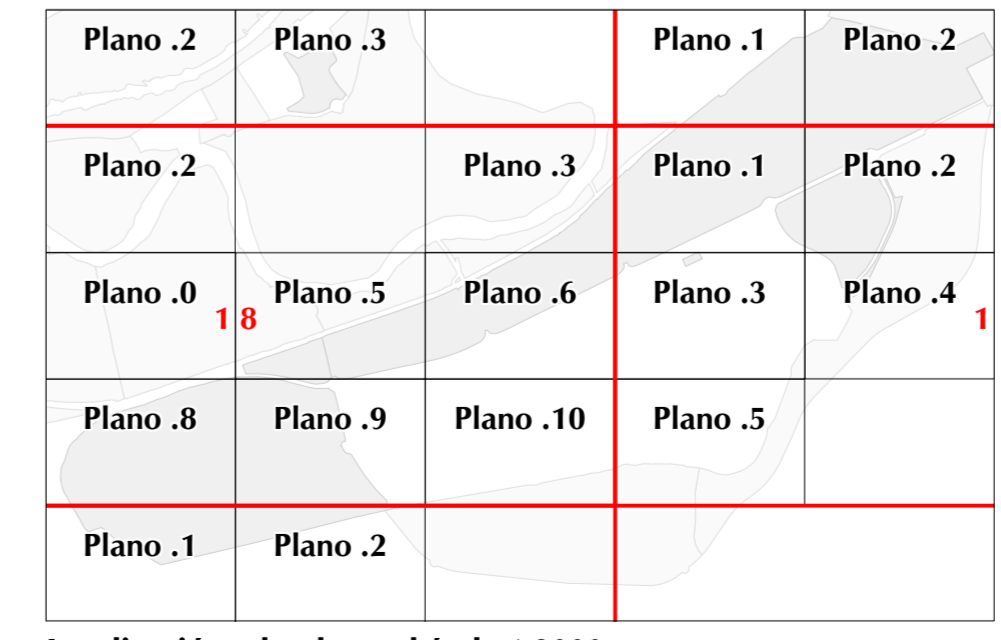 Plano .2 Plano .3 Plano .1 Plano .2
Plano .2 Plano .3 Plano .1 Plano .2
Plano .0 Plano .5 Plano .6 Plano .3 Plano .4
1 8 1
Plano .8 Plano .9 Plano .10 Plano .5
Plano .1 Plano .2